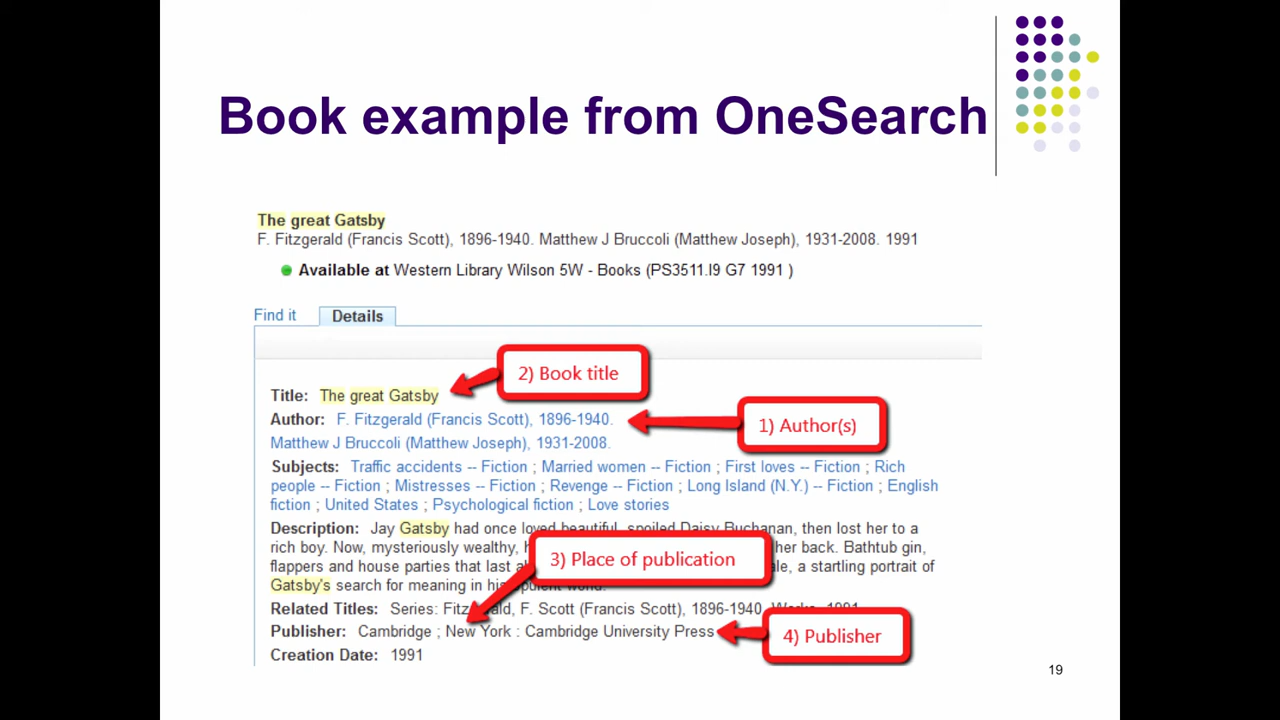 Book example from OneSearch
The great Gatsby
F. Fitzgerald (Francis Scott), 1896-1940. Matthew J Bruccoli (Matthew Joseph), 1931-2008. 1991
Available at Western Library Wilson 5W - Books (PS3511.I9 G7 1991 )
Find it Details
2) Book title
Title: The great Gatsby
Author: F. Fitzgerald (Francis Scott), 1896-1940.
1) Author(s)
Matthew J Bruccoli (Matthew Joseph), 1931-2008.
Subjects: Traffic accidents -- Fiction ; Married women -- Fiction ; First loves -- Fiction ; Rich
people -- Fiction ; Mistresses -- Fiction ; Revenge -- Fiction ; Long Island (N.Y.) -- Fiction ; English
fiction ; United States ; Psychological fiction ; Love stories
Description: Jay Gatsby had once loved beautiful, spoiled Daisy Buchanan, then lost her to a
rich boy. Now, mysteriously wealthy, her back. Bathtub gin,
3) Place of publication
flappers and house parties that last a startling portrait of
Gatsby's search for meaning in his opulent world.
Related Titles: Series: Fitzgerald, F. Scott (Francis Scott), 1896-1940. Works. 1991
Publisher: Cambridge ; New York : Cambridge University Press
4) Publisher
Creation Date: 1991
19